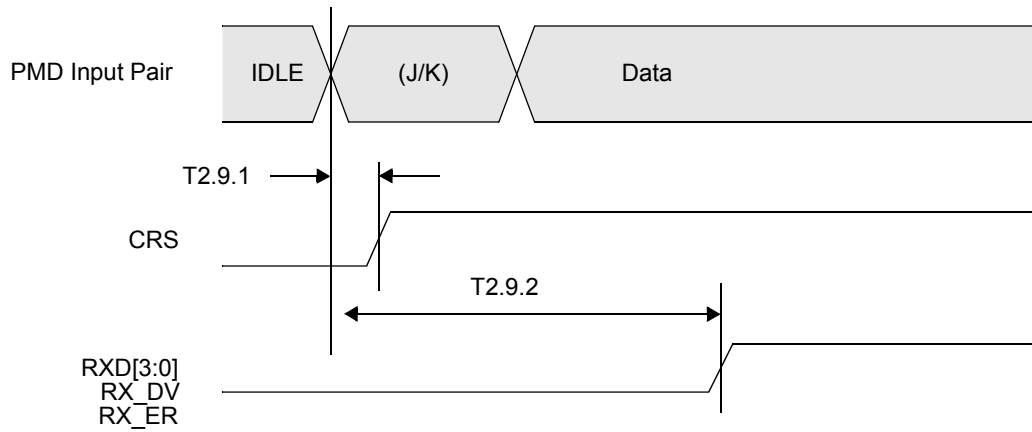 PMD Input Pair
IDLE
(J/K)
Data
T2.9.1
CRS
T2.9.2
RXD[3:0]
RX_DV
RX_ER